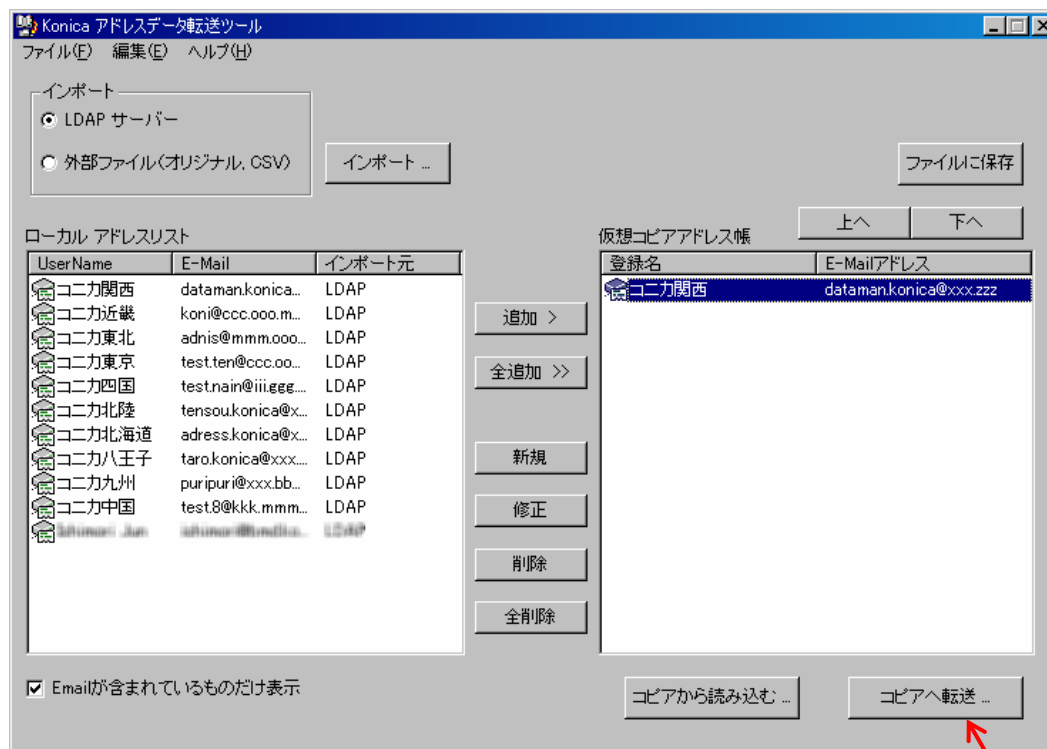 Konica アドレスデータ転送ツール
ファイル(F) 編集(E) ヘルプ(H)
インポート
LDAP サーバー
外部ファイル(オリジナル, CSV)
インポート ...
ファイルに保存
上へ 下へ
ローカル アドレスリスト
UserName E-Mail インポート元
コニカ関西 dataman.konica... LDAP
コニカ近畿 koni@ccc.ooo.m... LDAP
コニカ東北 adnis@mmm.ooo... LDAP
コニカ東京 test.ten@ccc.oo... LDAP
コニカ四国 test.nain@iii.ggg.... LDAP
コニカ北陸 tensou.konica@x... LDAP
コニカ北海道 adress.konica@x... LDAP
コニカ八王子 taro.konica@xxx.... LDAP
コニカ九州 puripuri@xxx.bb... LDAP
コニカ中国 test.8@kkk.mmm... LDAP
追加 >
全追加 >>
新規
修正
削除
全削除
仮想コピアアドレス帳
登録名 E-Mailアドレス
コニカ関西 dataman.konica@xxx.zzz
Emailが含まれているものだけ表示
コピアから読み込む ...
コピアへ転送 ...